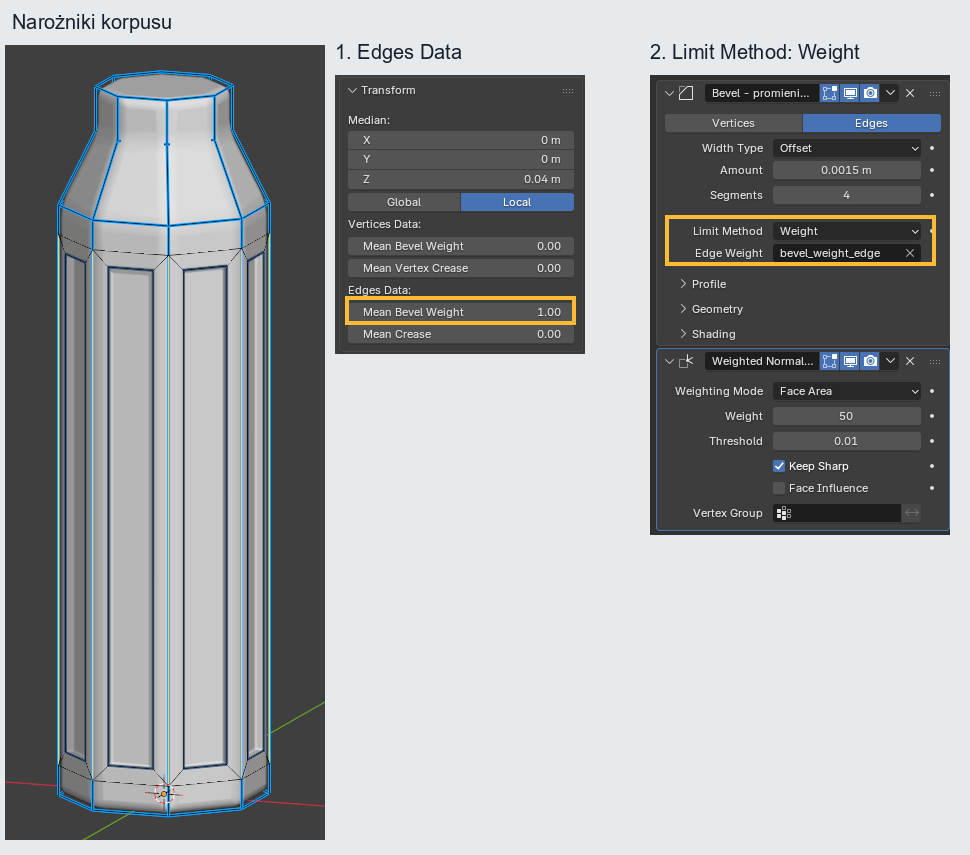 Narożniki korpusu
1. Edges Data
Transform
Median:
X 0 m
Y 0 m
Z 0.04 m
Global Local
Vertices Data:
Mean Bevel Weight 0.00
Mean Vertex Crease 0.00
Edges Data:
Mean Bevel Weight 1.00
Mean Crease 0.00
2. Limit Method: Weight
Bevel - promieni...
Vertices Edges
Width Type Offset
Amount 0.0015 m
Segments 4
Limit Method Weight
Edge Weight bevel_weight_edge
Profile
Geometry
Shading
Weighted Normal...
Weighting Mode Face Area
Weight 50
Threshold 0.01
Keep Sharp
Face Influence
Vertex Group